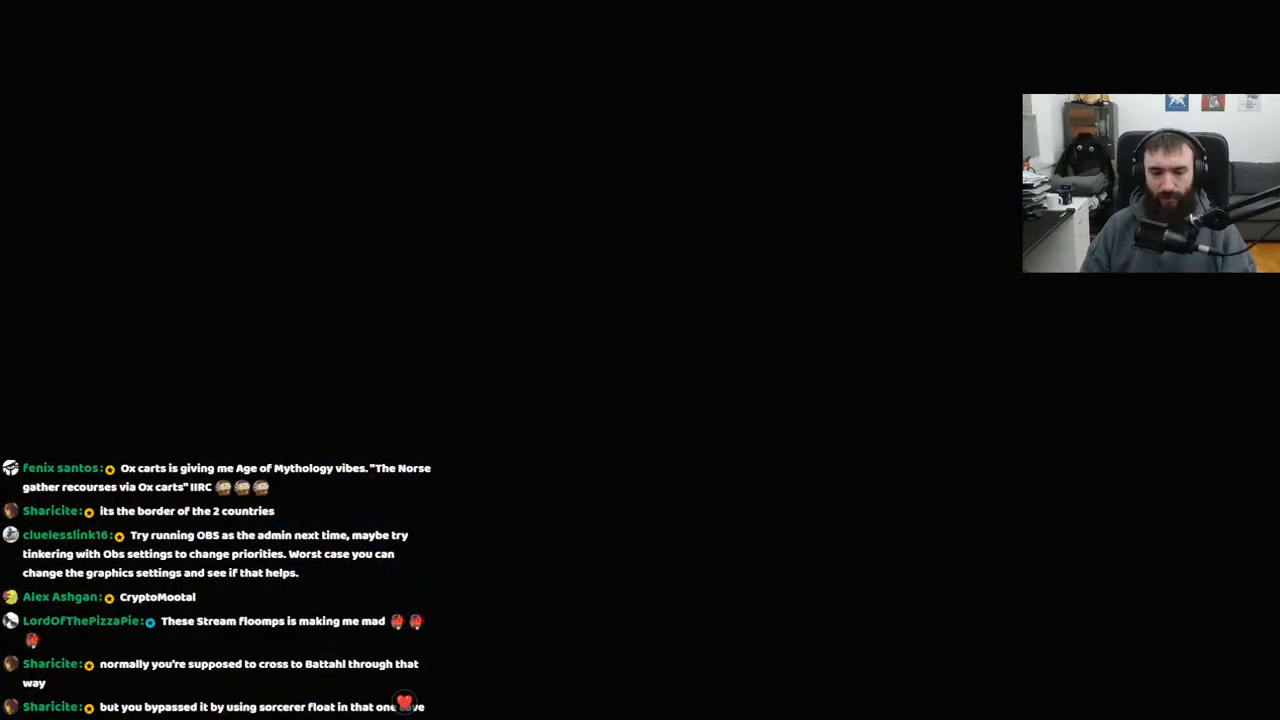 fenix santos: Ox carts is giving me Age of Mythology vibes. "The Norse
gather recourses via Ox carts" IIRC
Sharicite: its the border of the 2 countries
cluelesslink16: Try running OBS as the admin next time, maybe try
tinkering with Obs settings to change priorities. Worst case you can
change the graphics settings and see if that helps.
Alex Ashgan: CryptoMootal
LordOfThePizzaPie: These Stream floomps is making me mad
Sharicite: normally you're supposed to cross to Battahl through that
way
Sharicite: but you bypassed it by using sorcerer float in that one